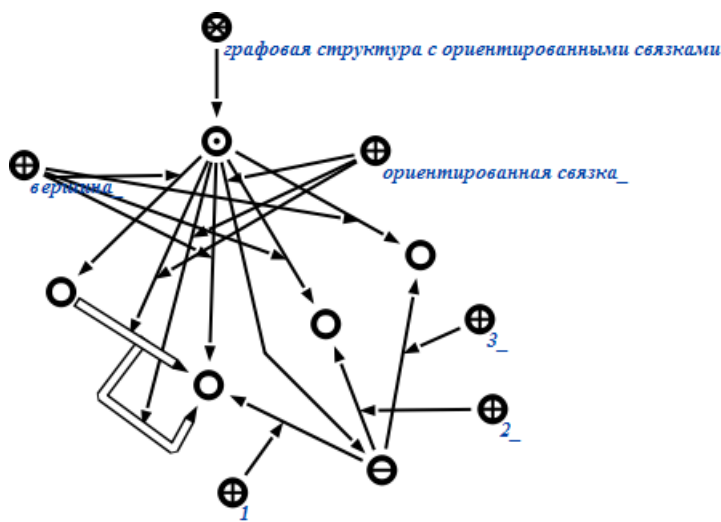 графовая структура с ориентированными связками
вершина_
ориентированная связка_
3_
2_
1